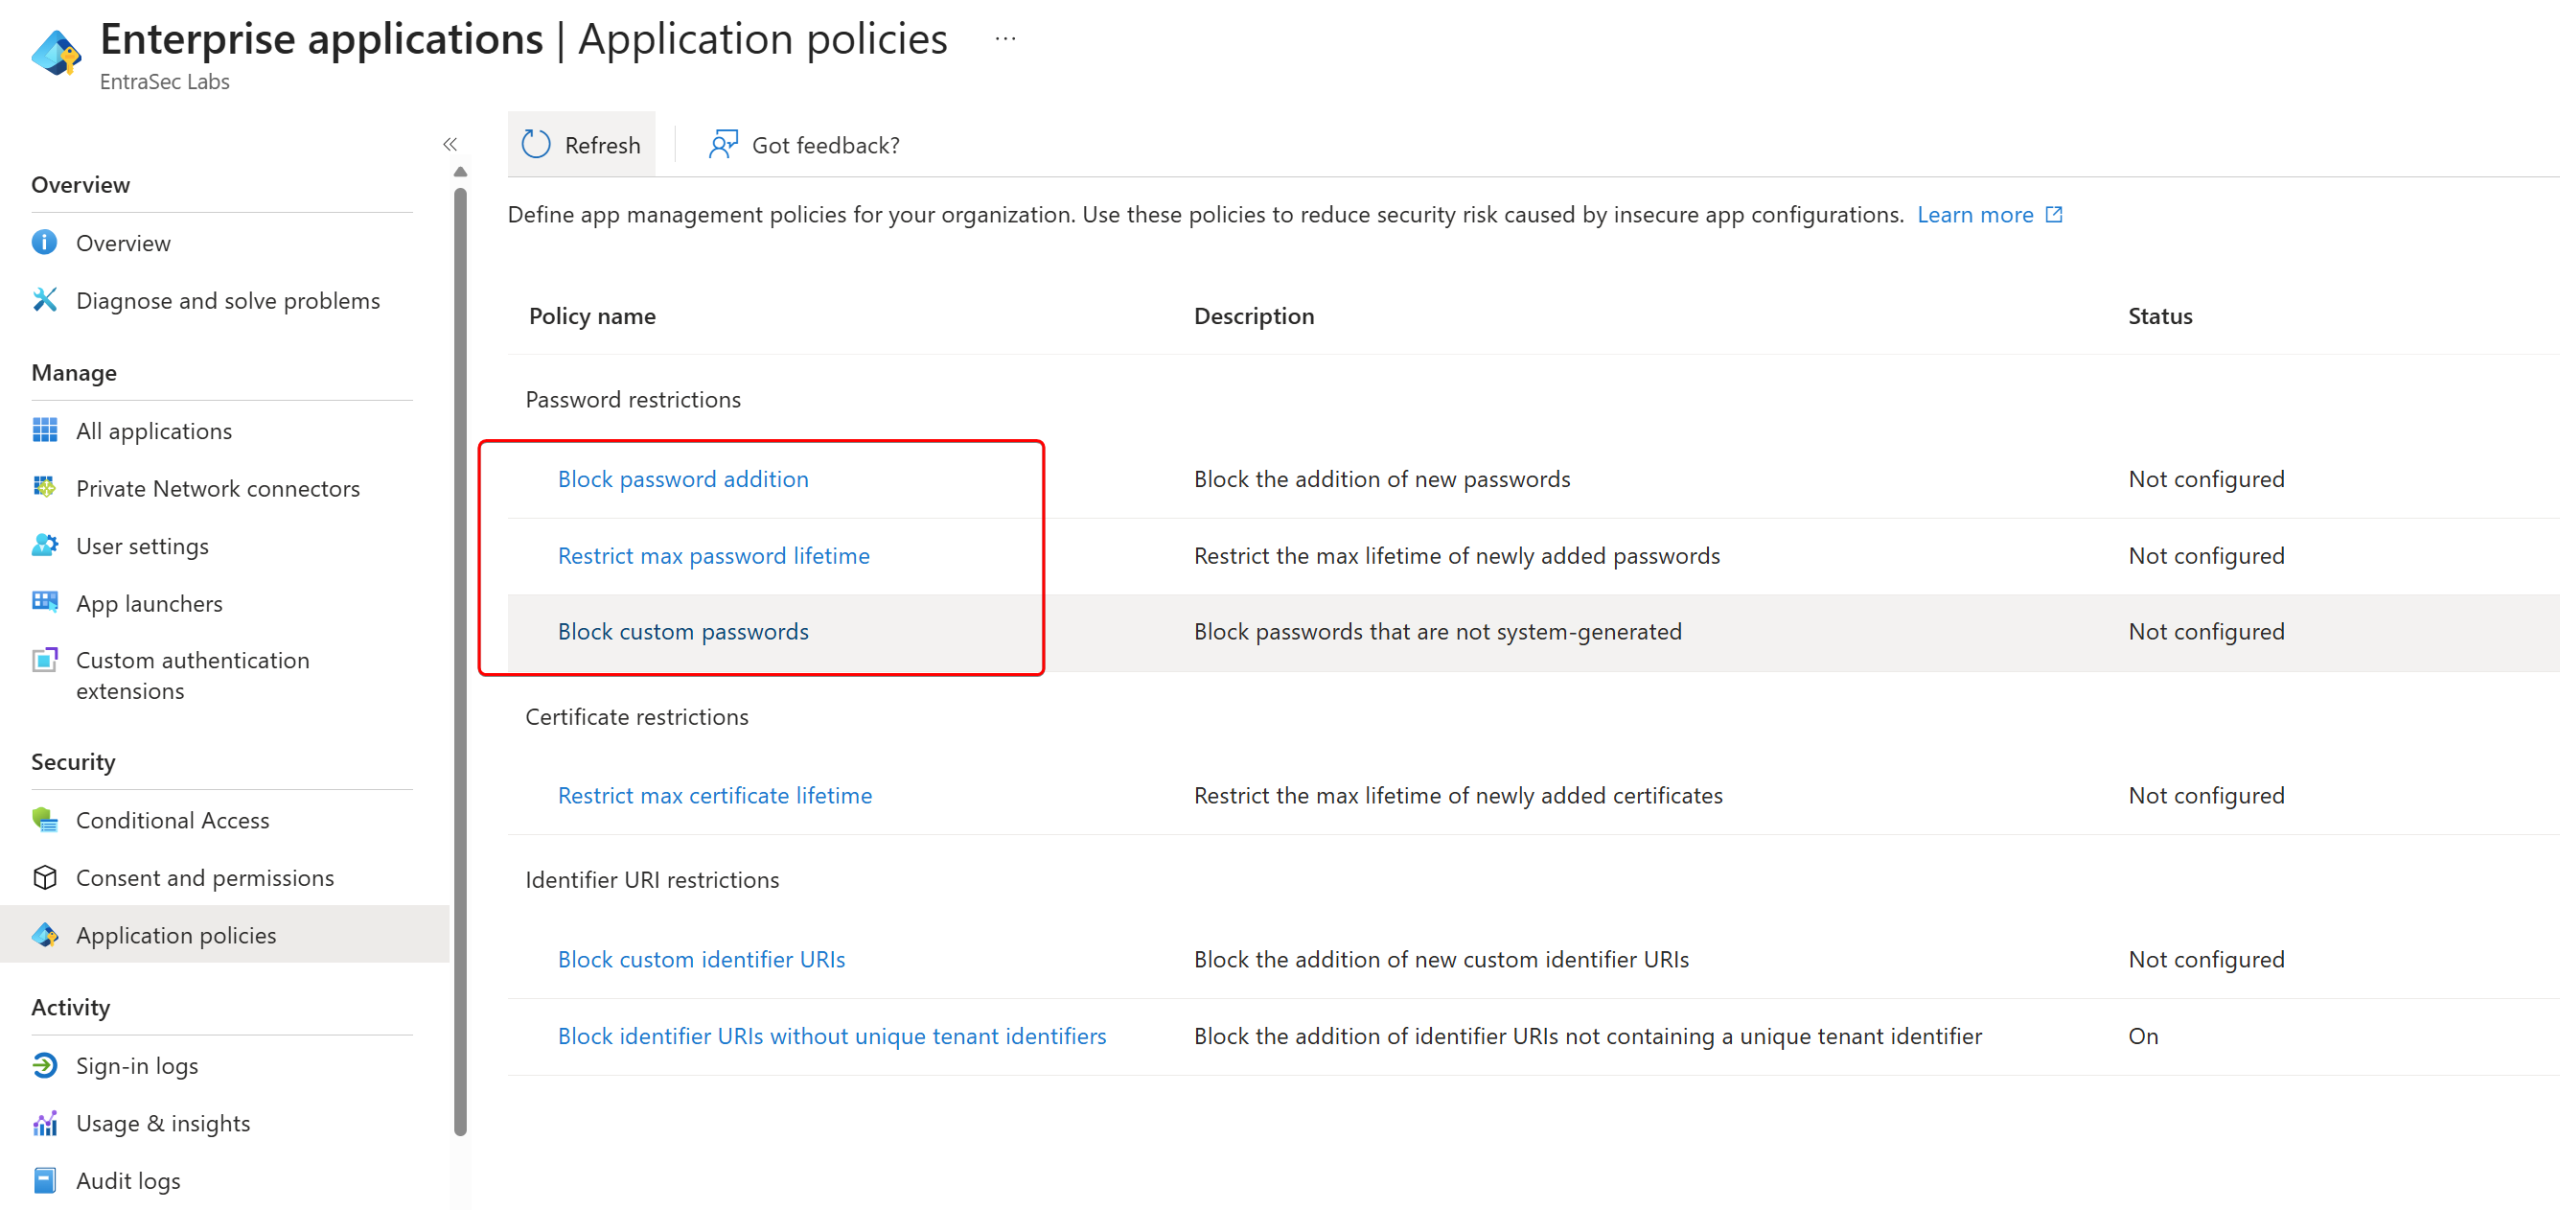 Enterprise applications | Application policies ...
EntraSec Labs
«
Overview
Overview
Diagnose and solve problems
Manage
All applications
Private Network connectors
User settings
App launchers
Custom authentication
extensions
Security
Conditional Access
Consent and permissions
Application policies
Activity
Sign-in logs
Usage & insights
Audit logs
Refresh
Got feedback?
Define app management policies for your organization. Use these policies to reduce security risk caused by insecure app configurations. Learn more
Policy name Description Status
Password restrictions
Block password addition Block the addition of new passwords Not configured
Restrict max password lifetime Restrict the max lifetime of newly added passwords Not configured
Block custom passwords Block passwords that are not system-generated Not configured
Certificate restrictions
Restrict max certificate lifetime Restrict the max lifetime of newly added certificates Not configured
Identifier URI restrictions
Block custom identifier URIs Block the addition of new custom identifier URIs Not configured
Block identifier URIs without unique tenant identifiers Block the addition of identifier URIs not containing a unique tenant identifier On